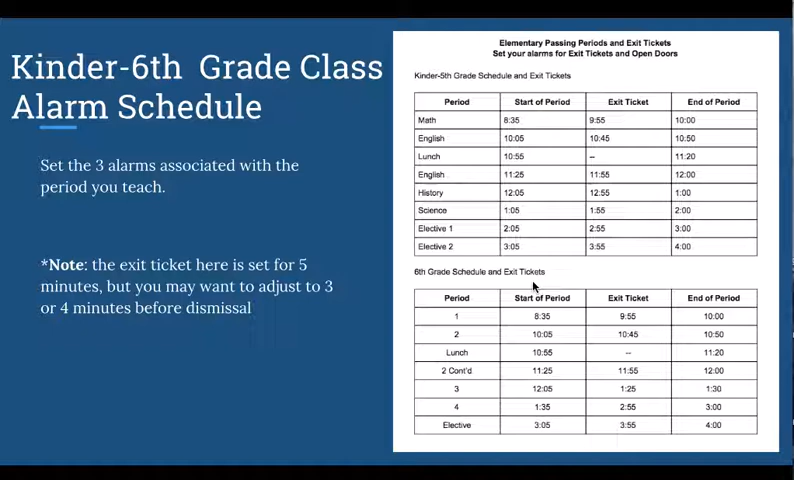 Kinder-6th Grade Class
Alarm Schedule
Set the 3 alarms associated with the
period you teach.
*Note: the exit ticket here is set for 5
minutes, but you may want to adjust to 3
or 4 minutes before dismissal
Elementary Passing Periods and Exit Tickets
Set your alarms for Exit Tickets and Open Doors
Kinder-5th Grade Schedule and Exit Tickets
Period Start of Period Exit Ticket End of Period
Math 8:35 9:55 10:00
English 10:05 10:45 10:50
Lunch 10:55 -- 11:20
English 11:25 11:55 12:00
History 12:05 12:55 1:00
Science 1:05 1:55 2:00
Elective 1 2:05 2:55 3:00
Elective 2 3:05 3:55 4:00
6th Grade Schedule and Exit Tickets
Period Start of Period Exit Ticket End of Period
1 8:35 9:55 10:00
2 10:05 10:45 10:50
Lunch 10:55 -- 11:20
2 Cont'd 11:25 11:55 12:00
3 12:05 1:25 1:30
4 1:35 2:55 3:00
Elective 3:05 3:55 4:00